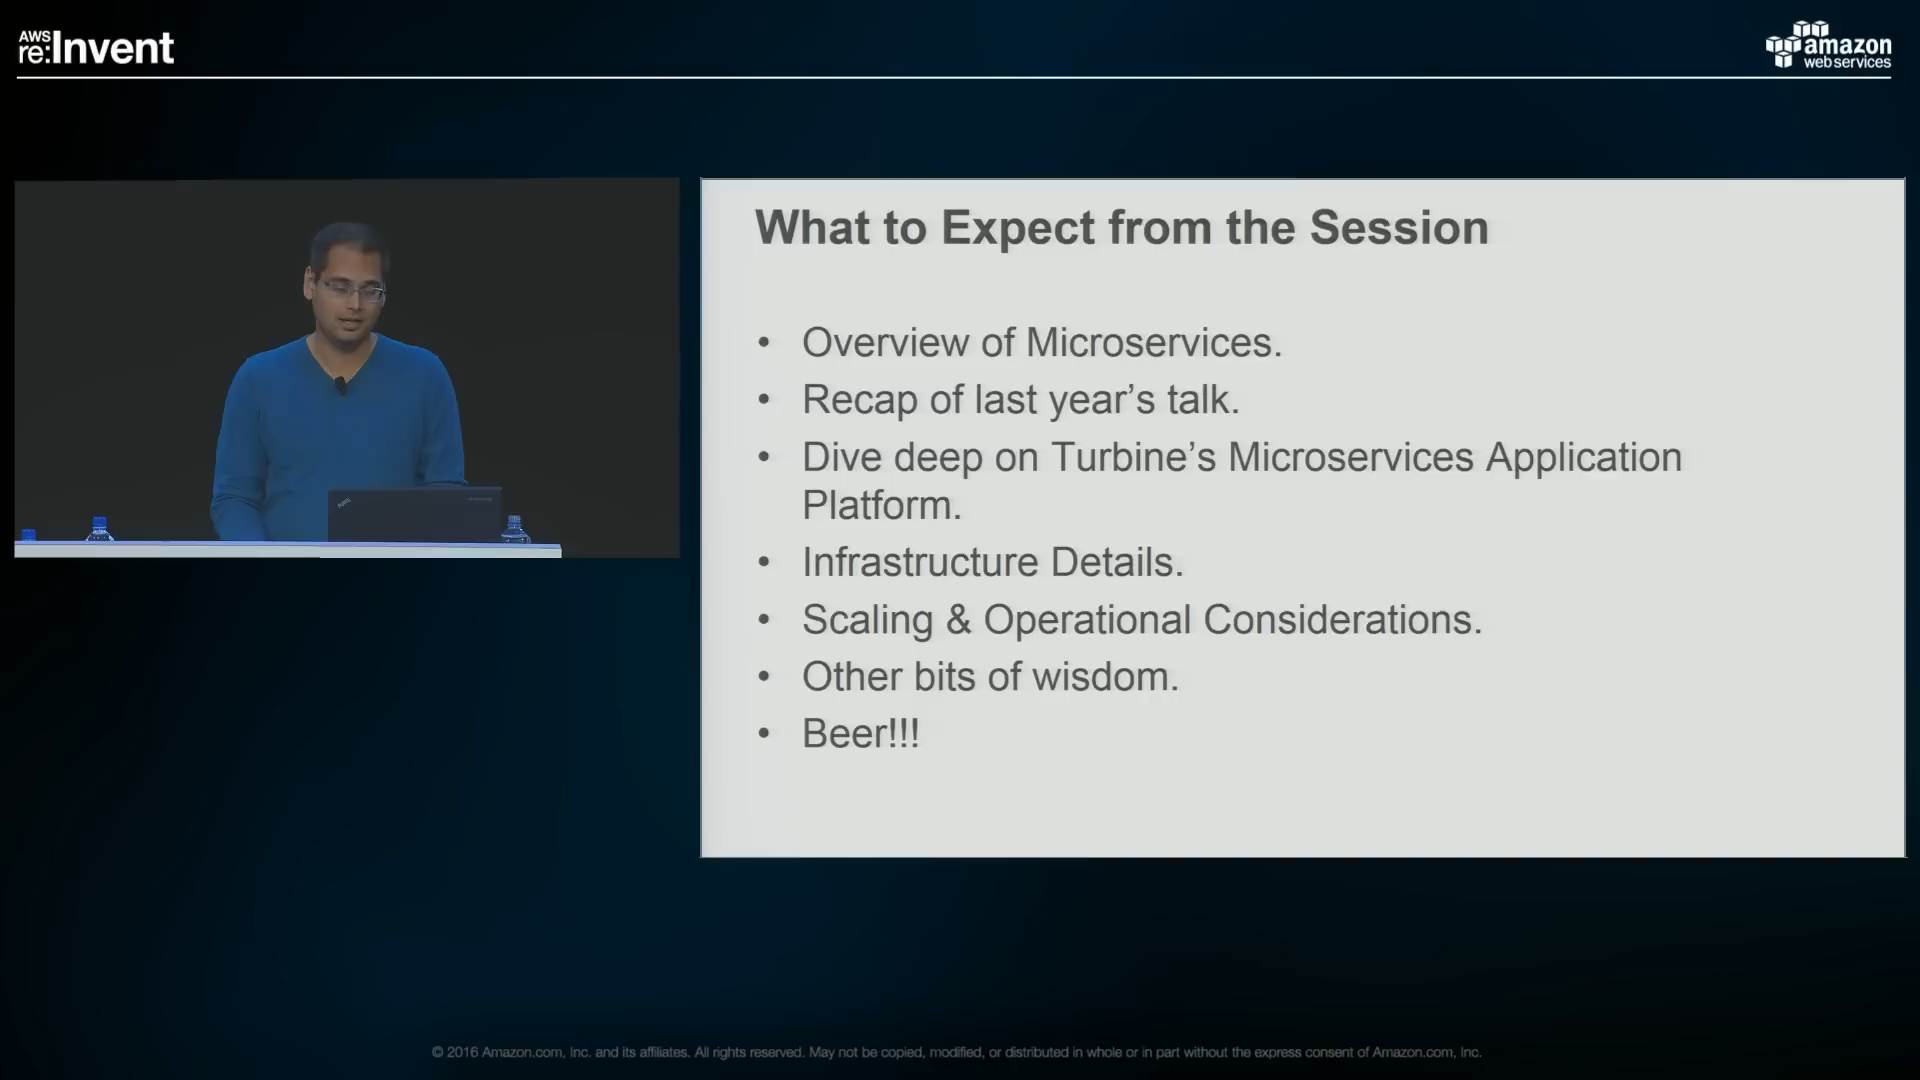 AWS
re:Invent
amazon
web services
What to Expect from the Session
• Overview of Microservices.
• Recap of last year’s talk.
• Dive deep on Turbine’s Microservices Application
Platform.
• Infrastructure Details.
• Scaling & Operational Considerations.
• Other bits of wisdom.
• Beer!!!
© 2016 Amazon.com, Inc. and its affiliates. All rights reserved. May not be copied, modified, or distributed in whole or in part without the express consent of Amazon.com, Inc.